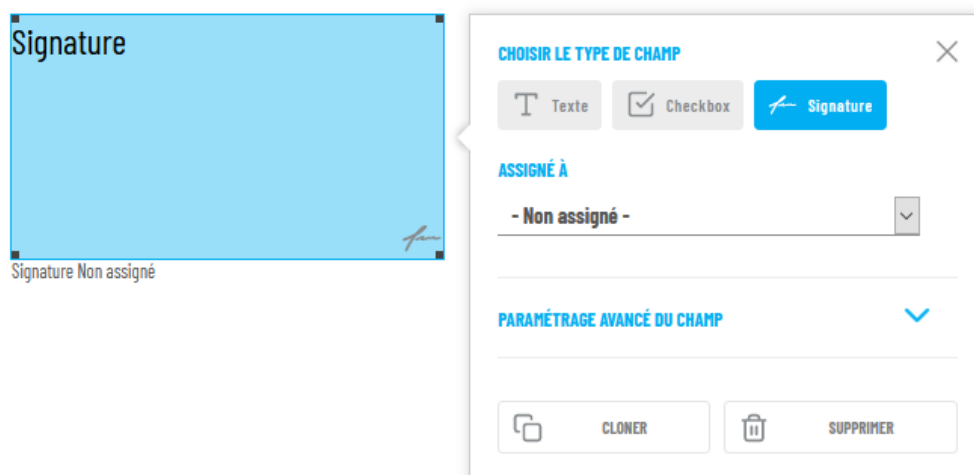 Signature
Signature Non assigné
CHOISIR LE TYPE DE CHAMP
Texte
Checkbox
Signature
ASSIGNÉ À
- Non assigné -
PARAMÉTRAGE AVANCÉ DU CHAMP
CLONER
SUPPRIMER